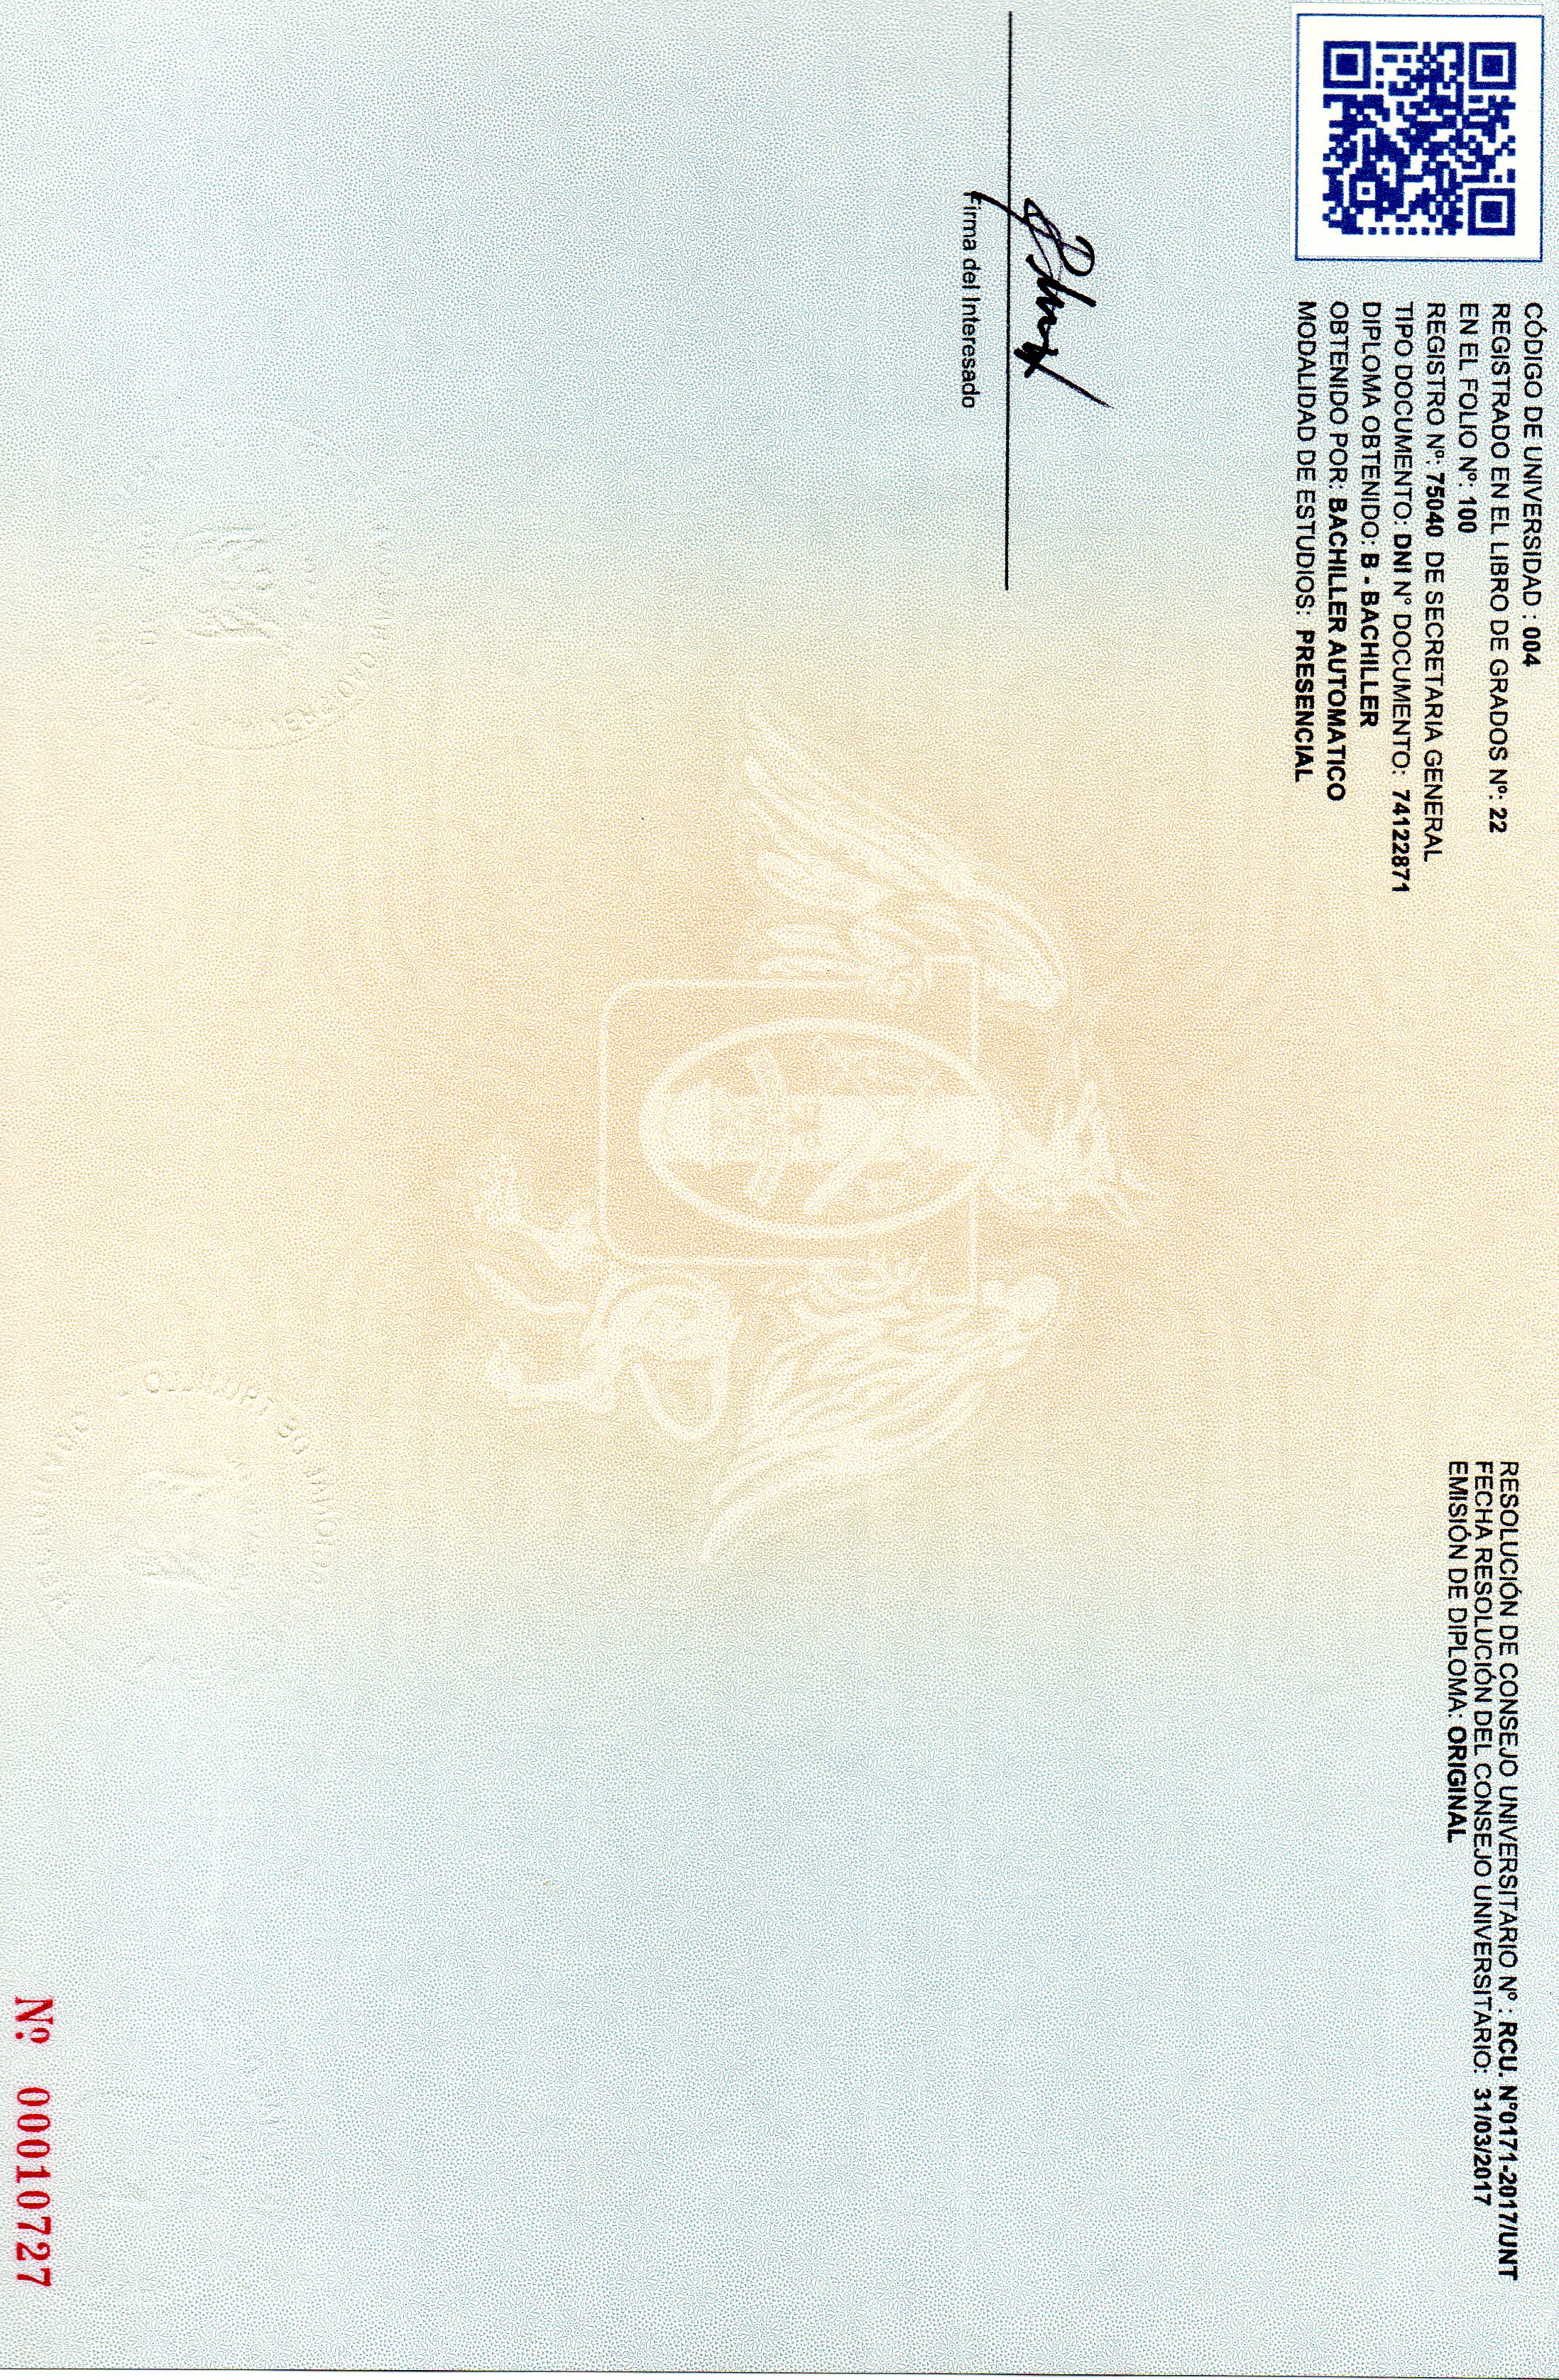 CÓDIGO DE UNIVERSIDAD : 004
REGISTRADO EN EL LIBRO DE GRADOS Nº: 22
EN EL FOLIO Nº: 100
REGISTRO Nº: 75040 DE SECRETARIA GENERAL
TIPO DOCUMENTO: DNI N° DOCUMENTO: 74122871
DIPLOMA OBTENIDO: B - BACHILLER
OBTENIDO POR: BACHILLER AUTOMATICO
MODALIDAD DE ESTUDIOS: PRESENCIAL
RESOLUCIÓN DE CONSEJO UNIVERSITARIO Nº : RCU. N°0171-2017/UNT
FECHA RESOLUCIÓN DEL CONSEJO UNIVERSITARIO: 31/03/2017
EMISIÓN DE DIPLOMA: ORIGINAL
Firma del Interesado
Nº 00010727